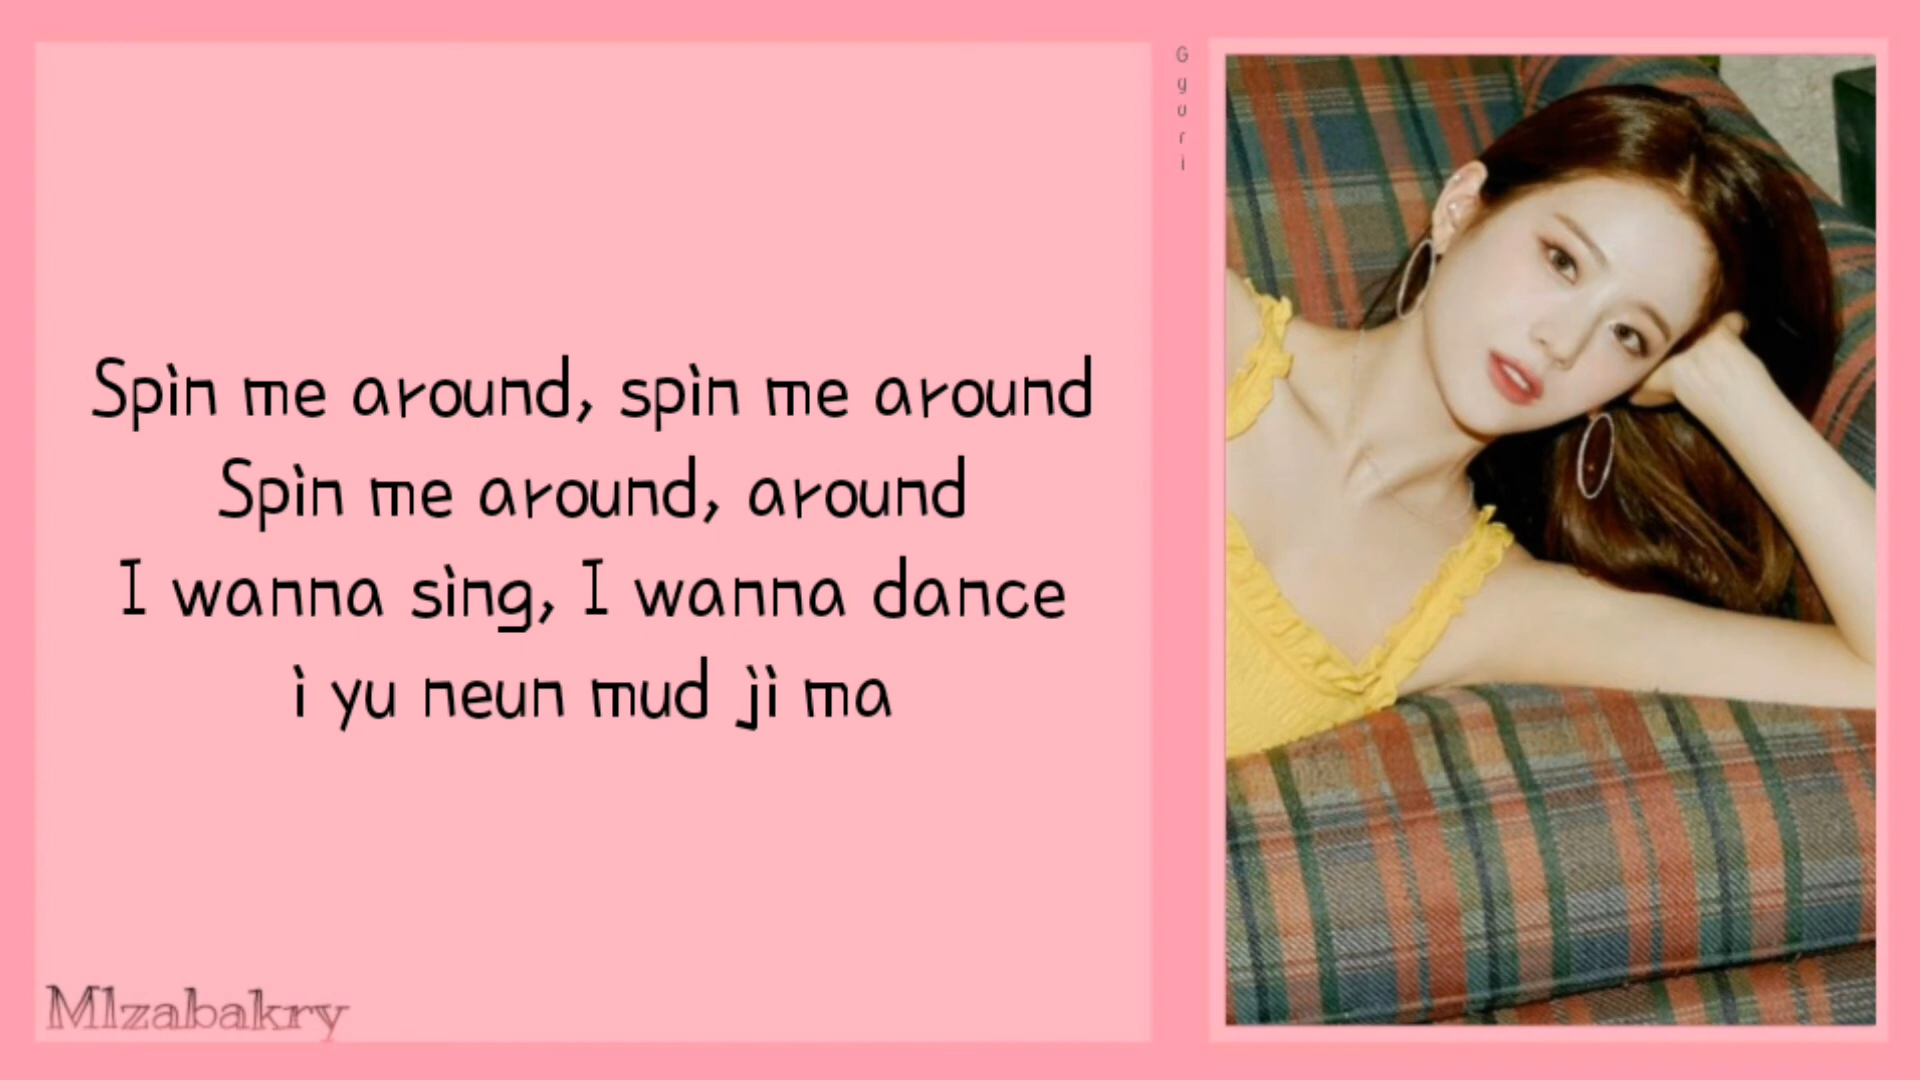 Spin me around, spin me around
Spin me around, around
I wanna sing, I wanna dance
i yu neun mud ji ma
Gyuri
M1zabakry